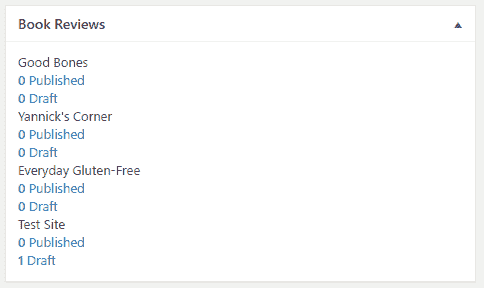 Book Reviews
Good Bones
0 Published
0 Draft
Yannick's Corner
0 Published
0 Draft
Everyday Gluten-Free
0 Published
0 Draft
Test Site
0 Published
1 Draft